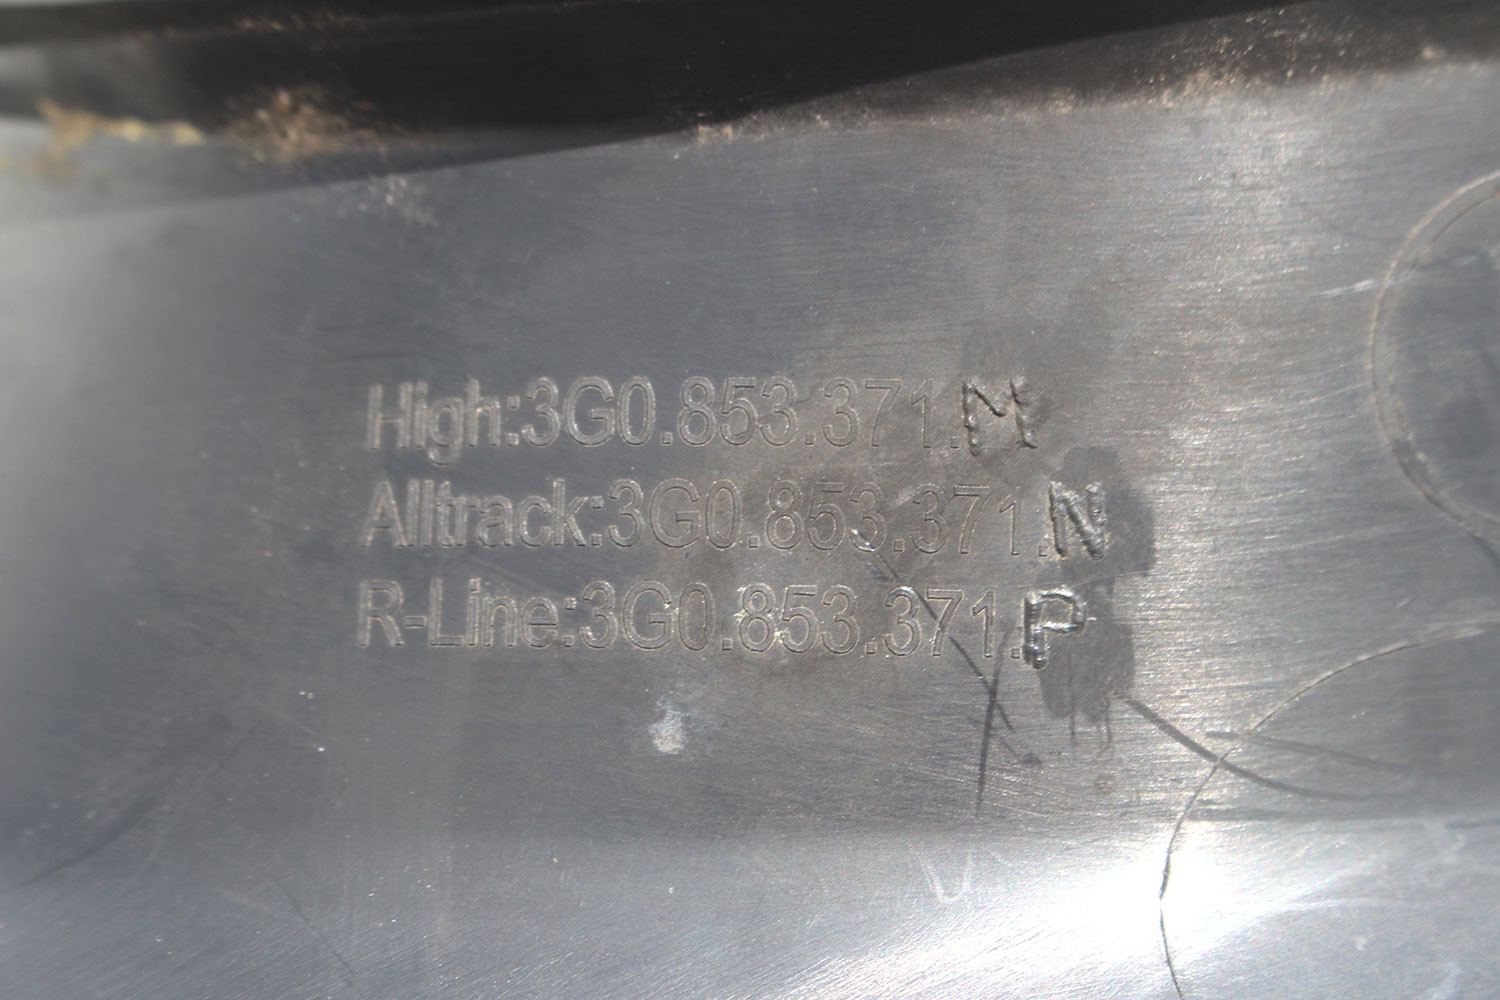 High:3G0.853.371.M
Alltrack:3G0.853.371.N
R-Line:3G0.853.371.P